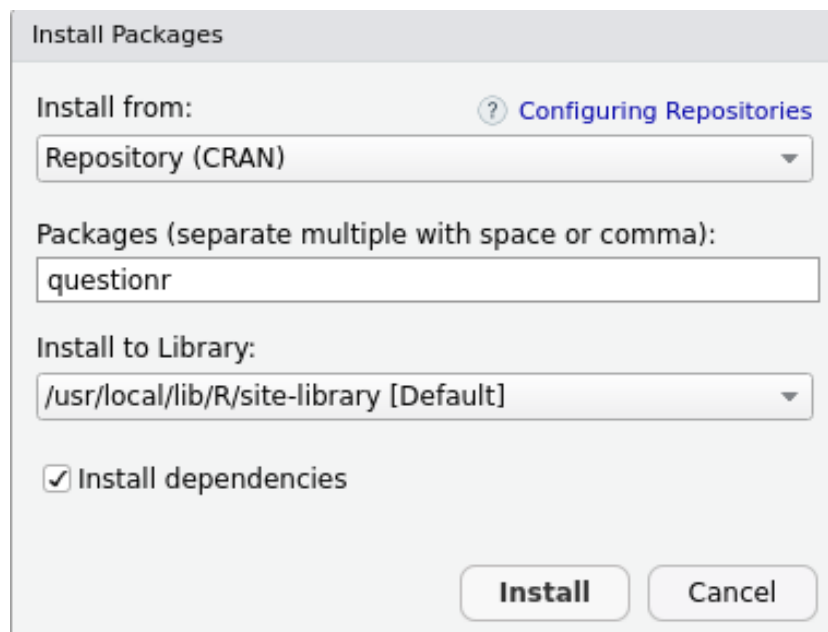 Install Packages
Install from:
? Configuring Repositories
Repository (CRAN)
Packages (separate multiple with space or comma):
questionr
Install to Library:
/usr/local/lib/R/site-library [Default]
Install dependencies
Install
Cancel